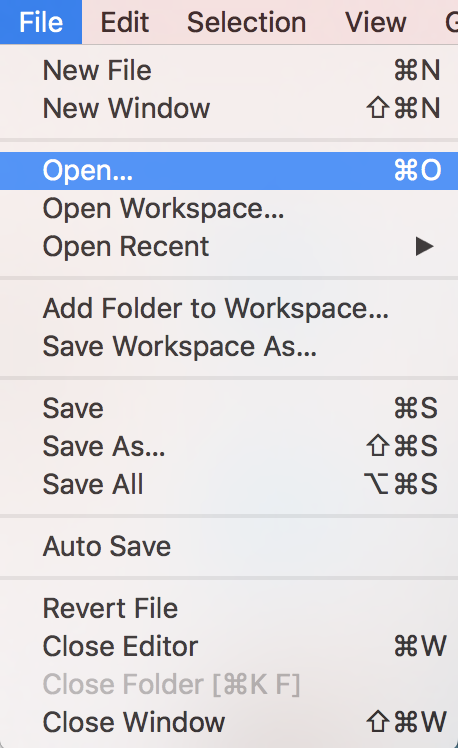 File Edit Selection View
New File ⌘N
New Window ⇧⌘N
Open... ⌘O
Open Workspace...
Open Recent ▶
Add Folder to Workspace...
Save Workspace As...
Save ⌘S
Save As... ⇧⌘S
Save All ⌥⌘S
Auto Save
Revert File
Close Editor ⌘W
Close Folder [⌘K F]
Close Window ⇧⌘W